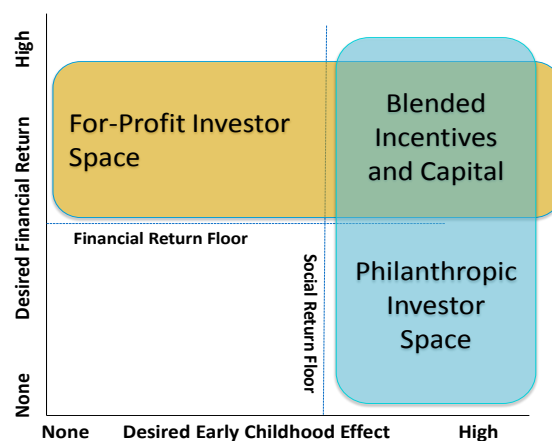 High
Desired Financial Return
None
For-Profit Investor
Space
Blended
Incentives
and Capital
Financial Return Floor
Social Return Floor
Philanthropic
Investor
Space
None Desired Early Childhood Effect High